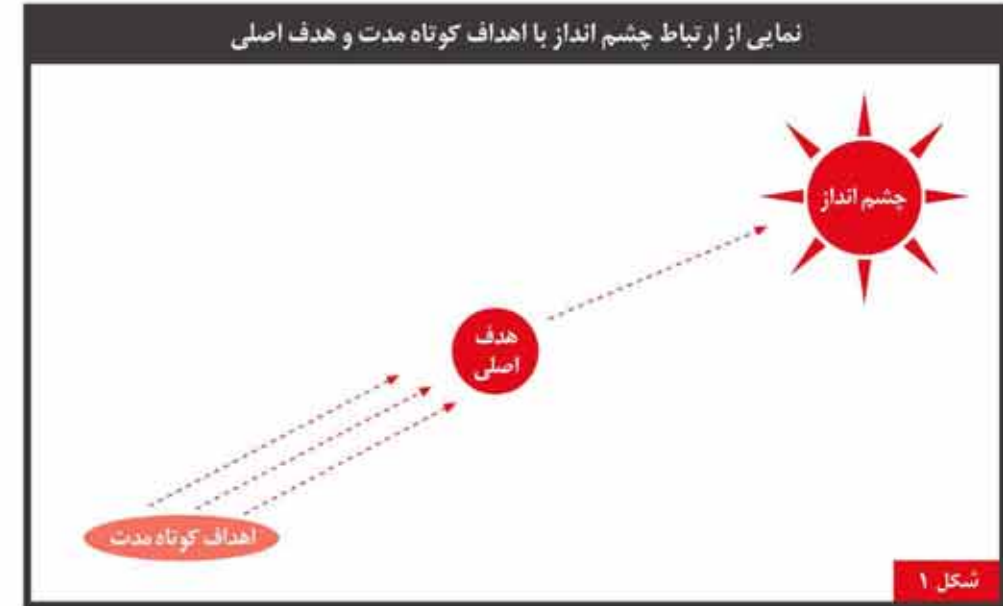 نمایی از ارتباط چشم انداز با اهداف کوتاه مدت و هدف اصلی
چشم انداز
هدف
اصلی
اهداف کوتاه مدت
شکل ۱